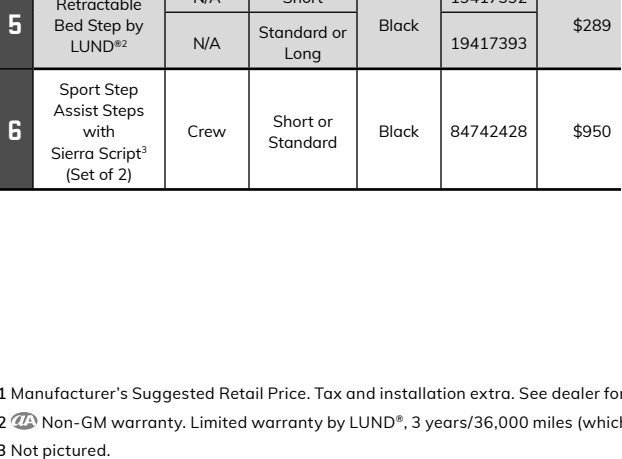 Retractable
Bed Step by
LUND®2
5
N/A
Short
19417392
N/A
Standard or
Long
Black
19417393
$289
6
Sport Step
Assist Steps
with
Sierra Script3
(Set of 2)
Crew
Short or
Standard
Black
84742428
$950
1 Manufacturer's Suggested Retail Price. Tax and installation extra. See dealer for
2 Non-GM warranty. Limited warranty by LUND®, 3 years/36,000 miles (which
3 Not pictured.